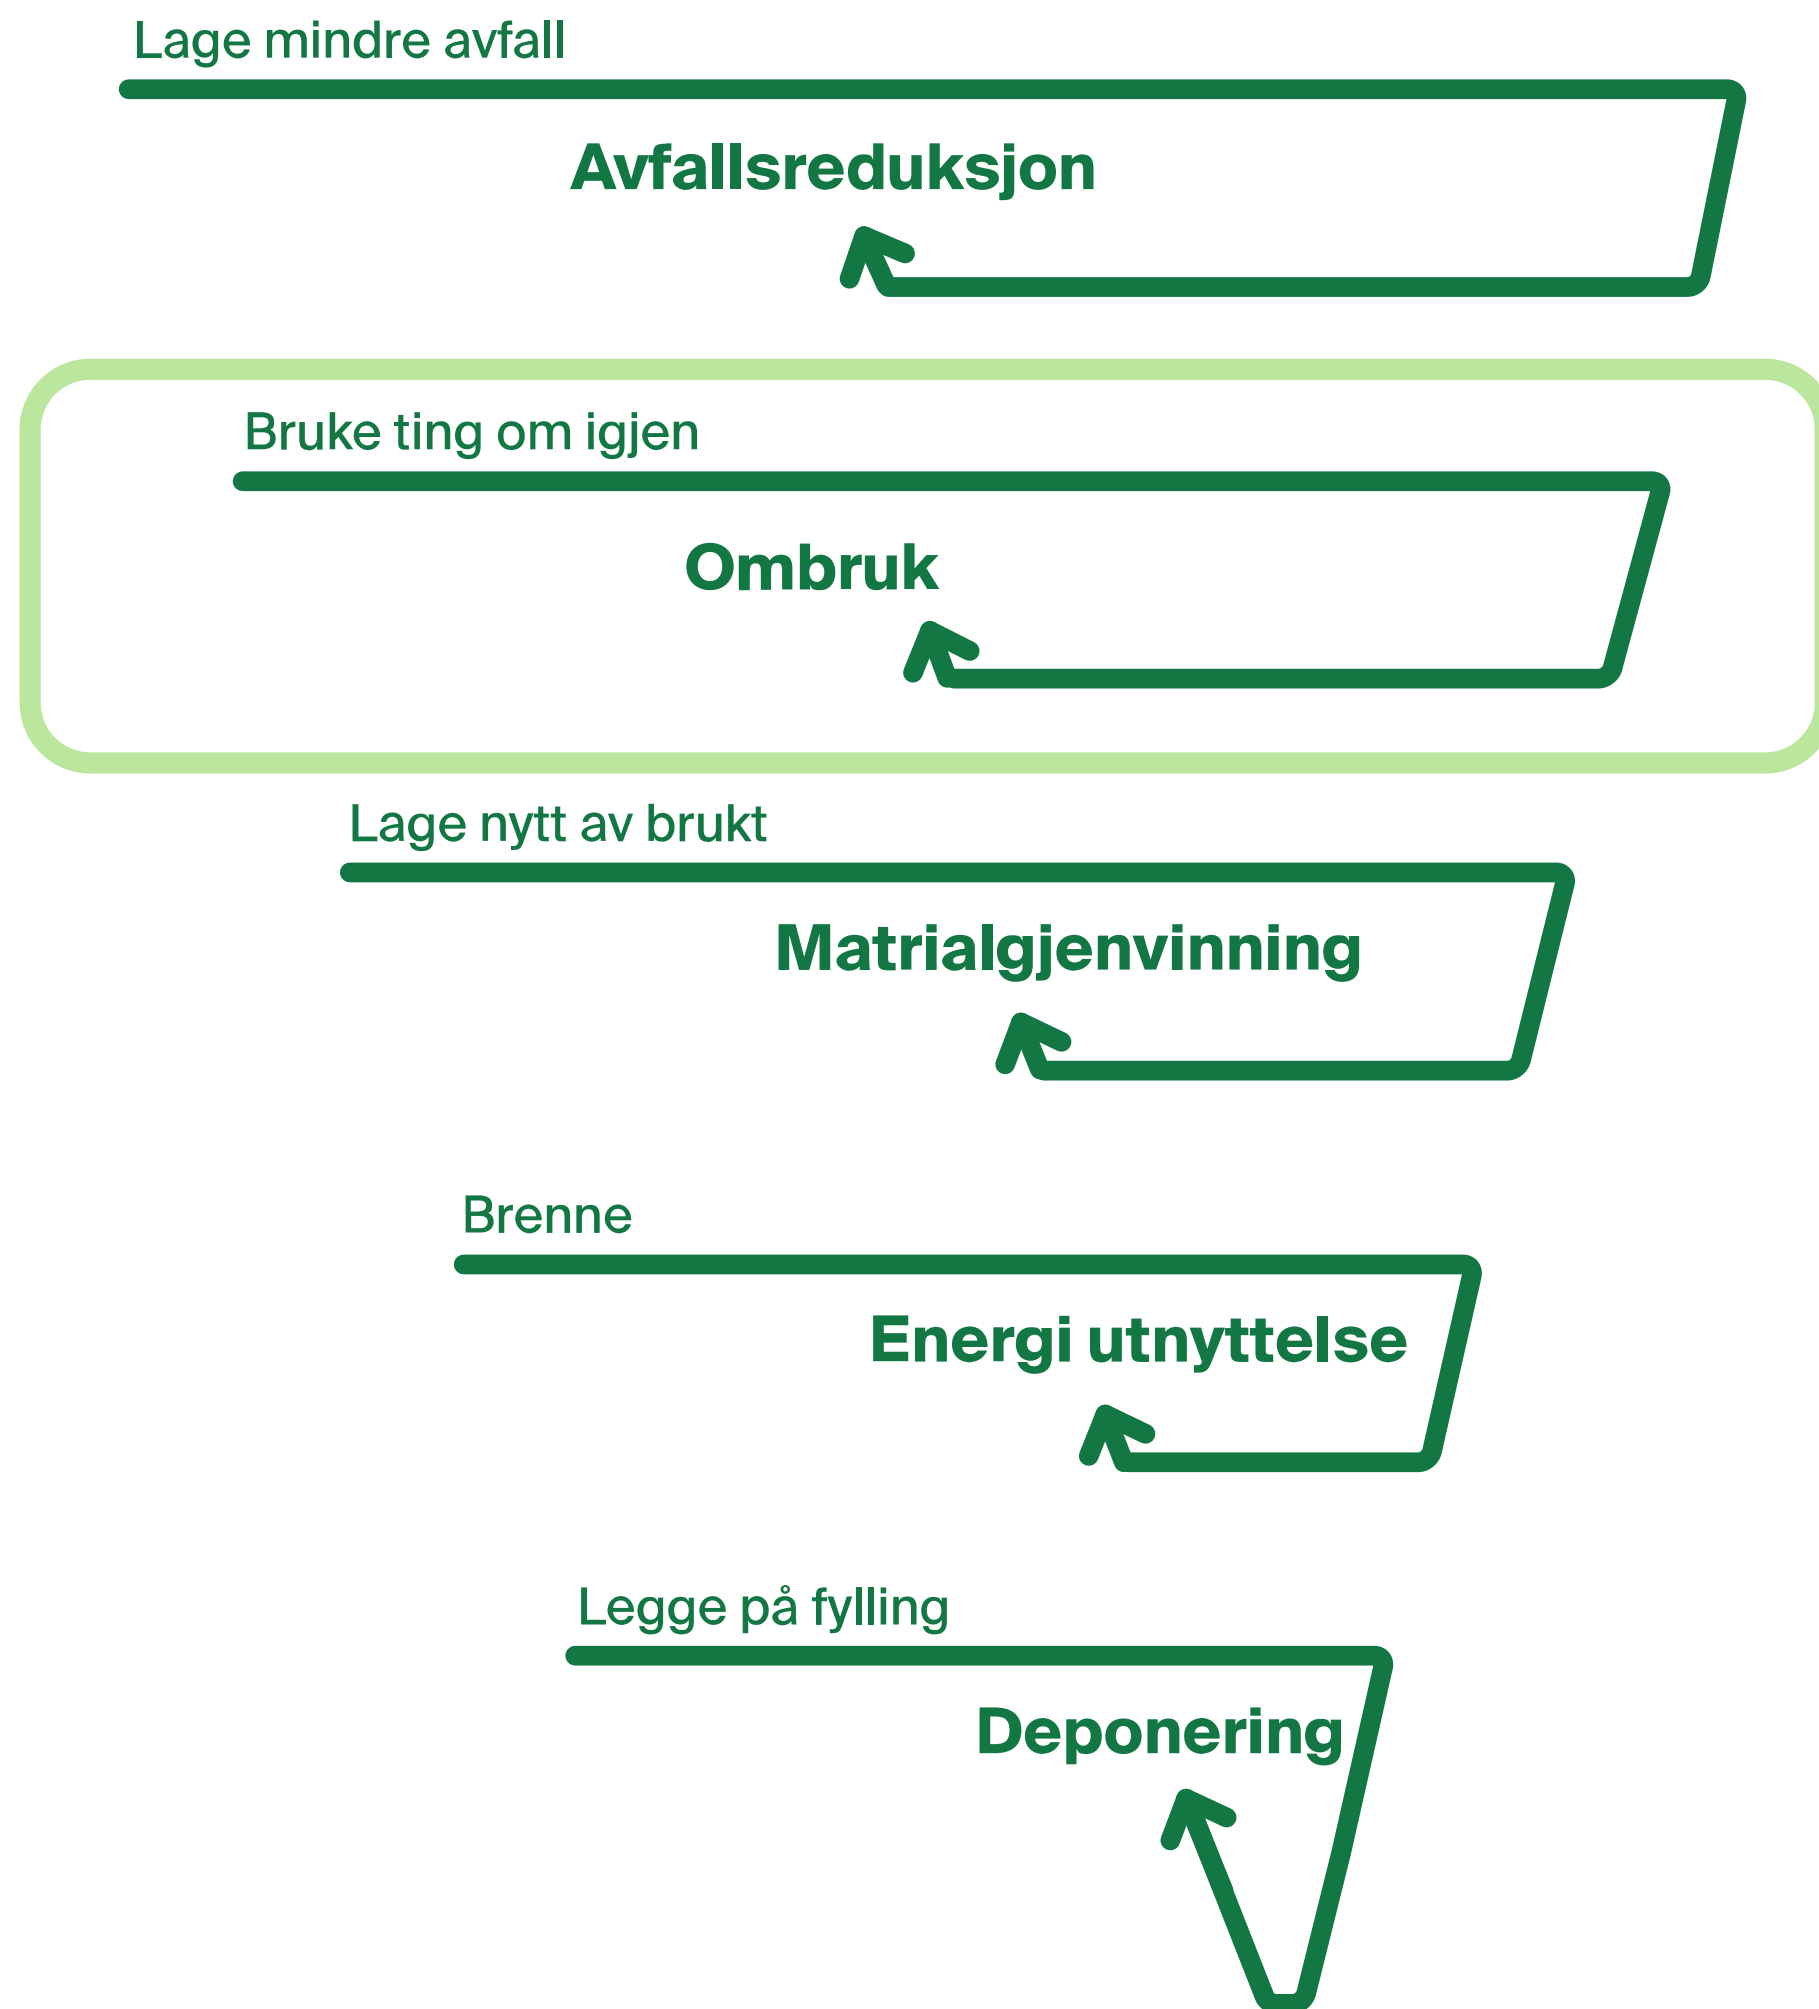 Lage mindre avfall
Avfallsreduksjon
Bruke ting om igjen
Ombruk
Lage nytt av brukt
Matrialgjenvinning
Brenne
Energi utnyttelse
Legge på fylling
Deponering